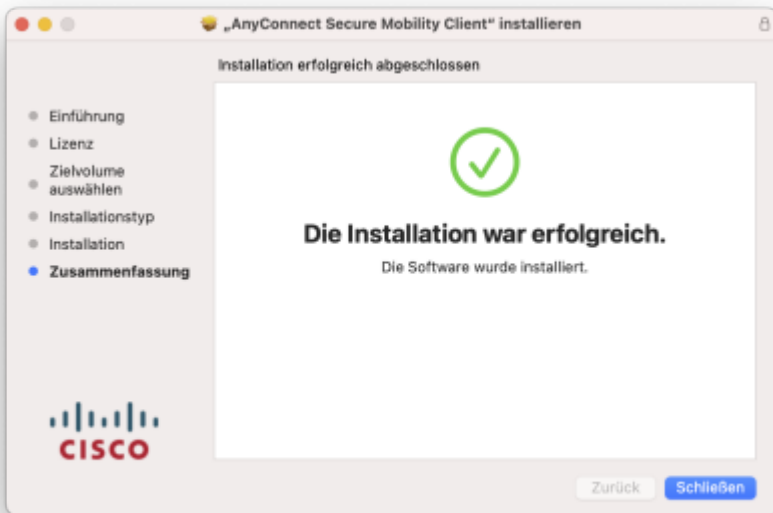 „AnyConnect Secure Mobility Client“ installieren
Installation erfolgreich abgeschlossen
Einführung
Lizenz
Zielvolume
auswählen
Installationstyp
Installation
Zusammenfassung
Die Installation war erfolgreich.
Die Software wurde installiert.
CISCO
Zurück
Schließen